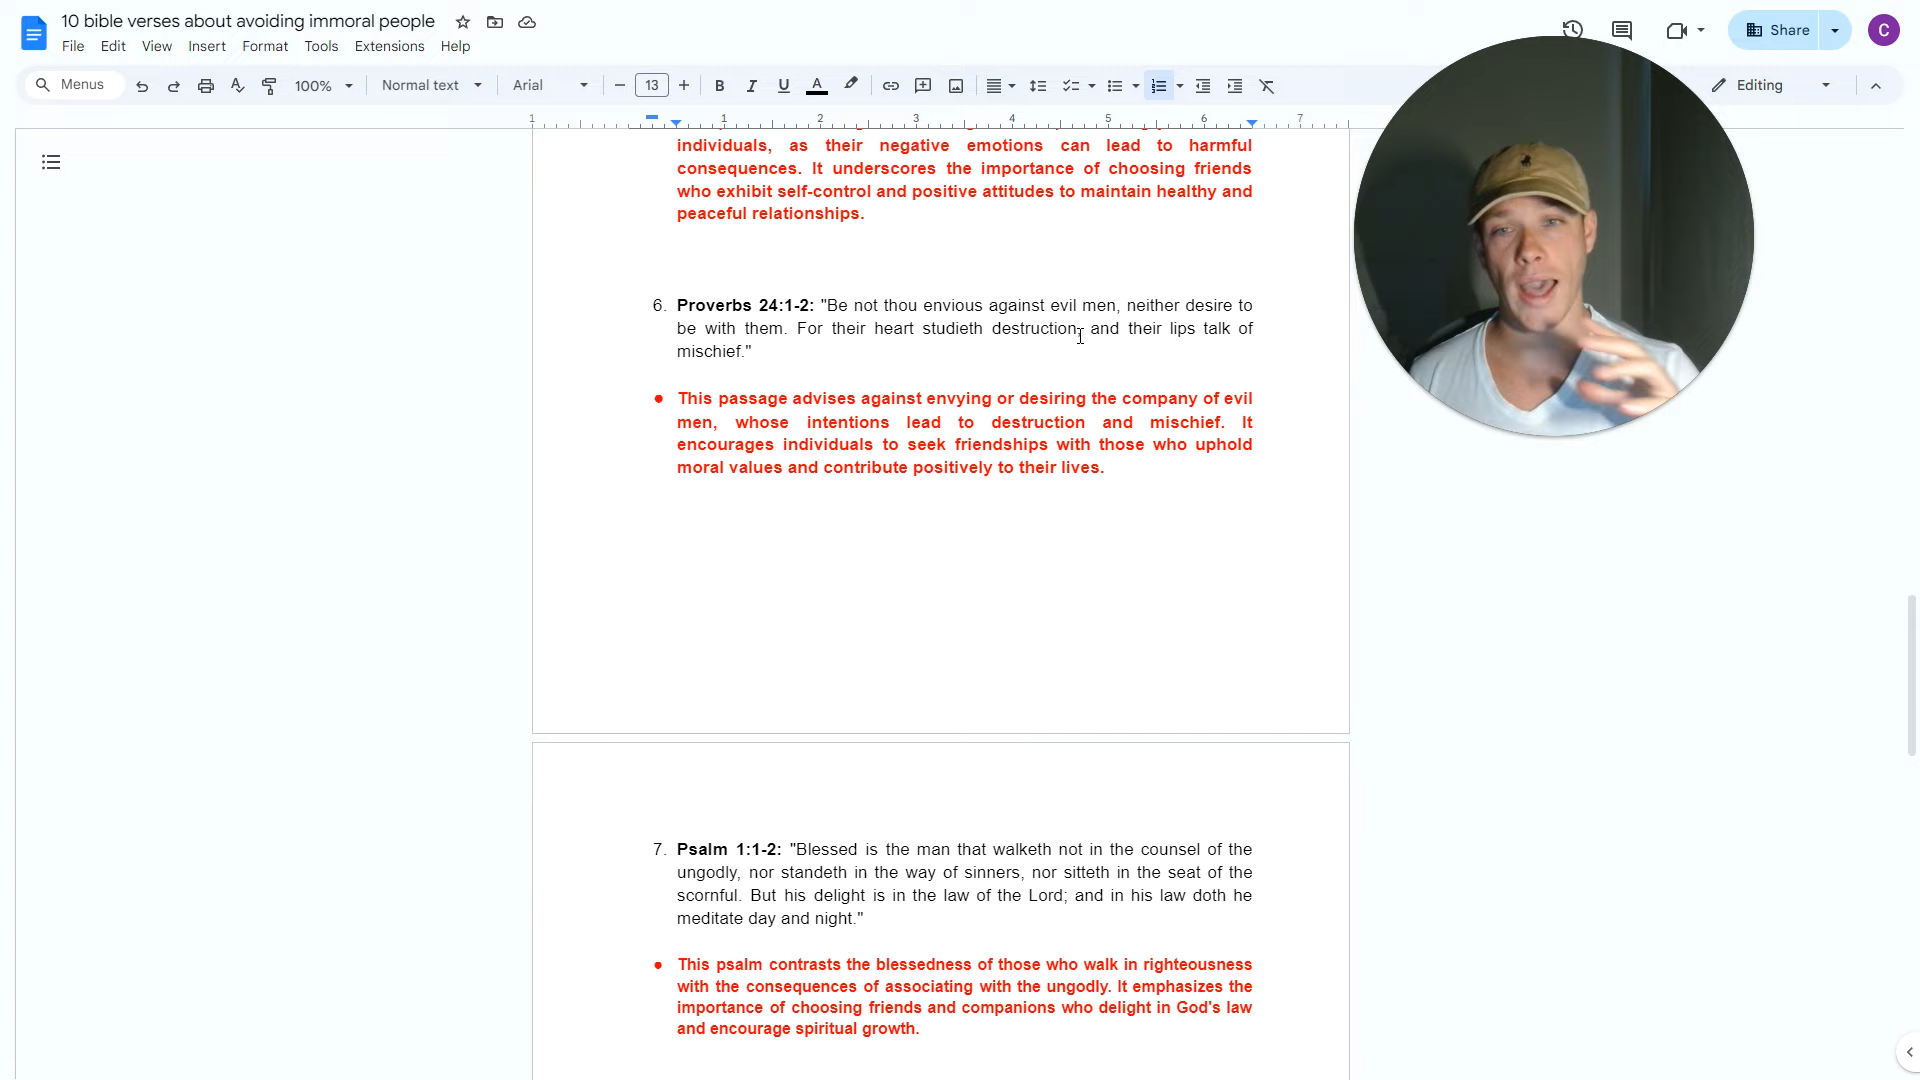 10 bible verses about avoiding immoral people
File Edit View Insert Format Tools Extensions Help
Share
C
Menus
100%
Normal text
Arial
13
Editing
1 1 2 3 4 5 6 7
individuals, as their negative emotions can lead to harmful
consequences. It underscores the importance of choosing friends
who exhibit self-control and positive attitudes to maintain healthy and
peaceful relationships.
6. Proverbs 24:1-2: "Be not thou envious against evil men, neither desire to
be with them. For their heart studieth destruction, and their lips talk of
mischief."
● This passage advises against envying or desiring the company of evil
men, whose intentions lead to destruction and mischief. It
encourages individuals to seek friendships with those who uphold
moral values and contribute positively to their lives.
7. Psalm 1:1-2: "Blessed is the man that walketh not in the counsel of the
ungodly, nor standeth in the way of sinners, nor sitteth in the seat of the
scornful. But his delight is in the law of the Lord; and in his law doth he
meditate day and night."
● This psalm contrasts the blessedness of those who walk in righteousness
with the consequences of associating with the ungodly. It emphasizes the
importance of choosing friends and companions who delight in God's law
and encourage spiritual growth.